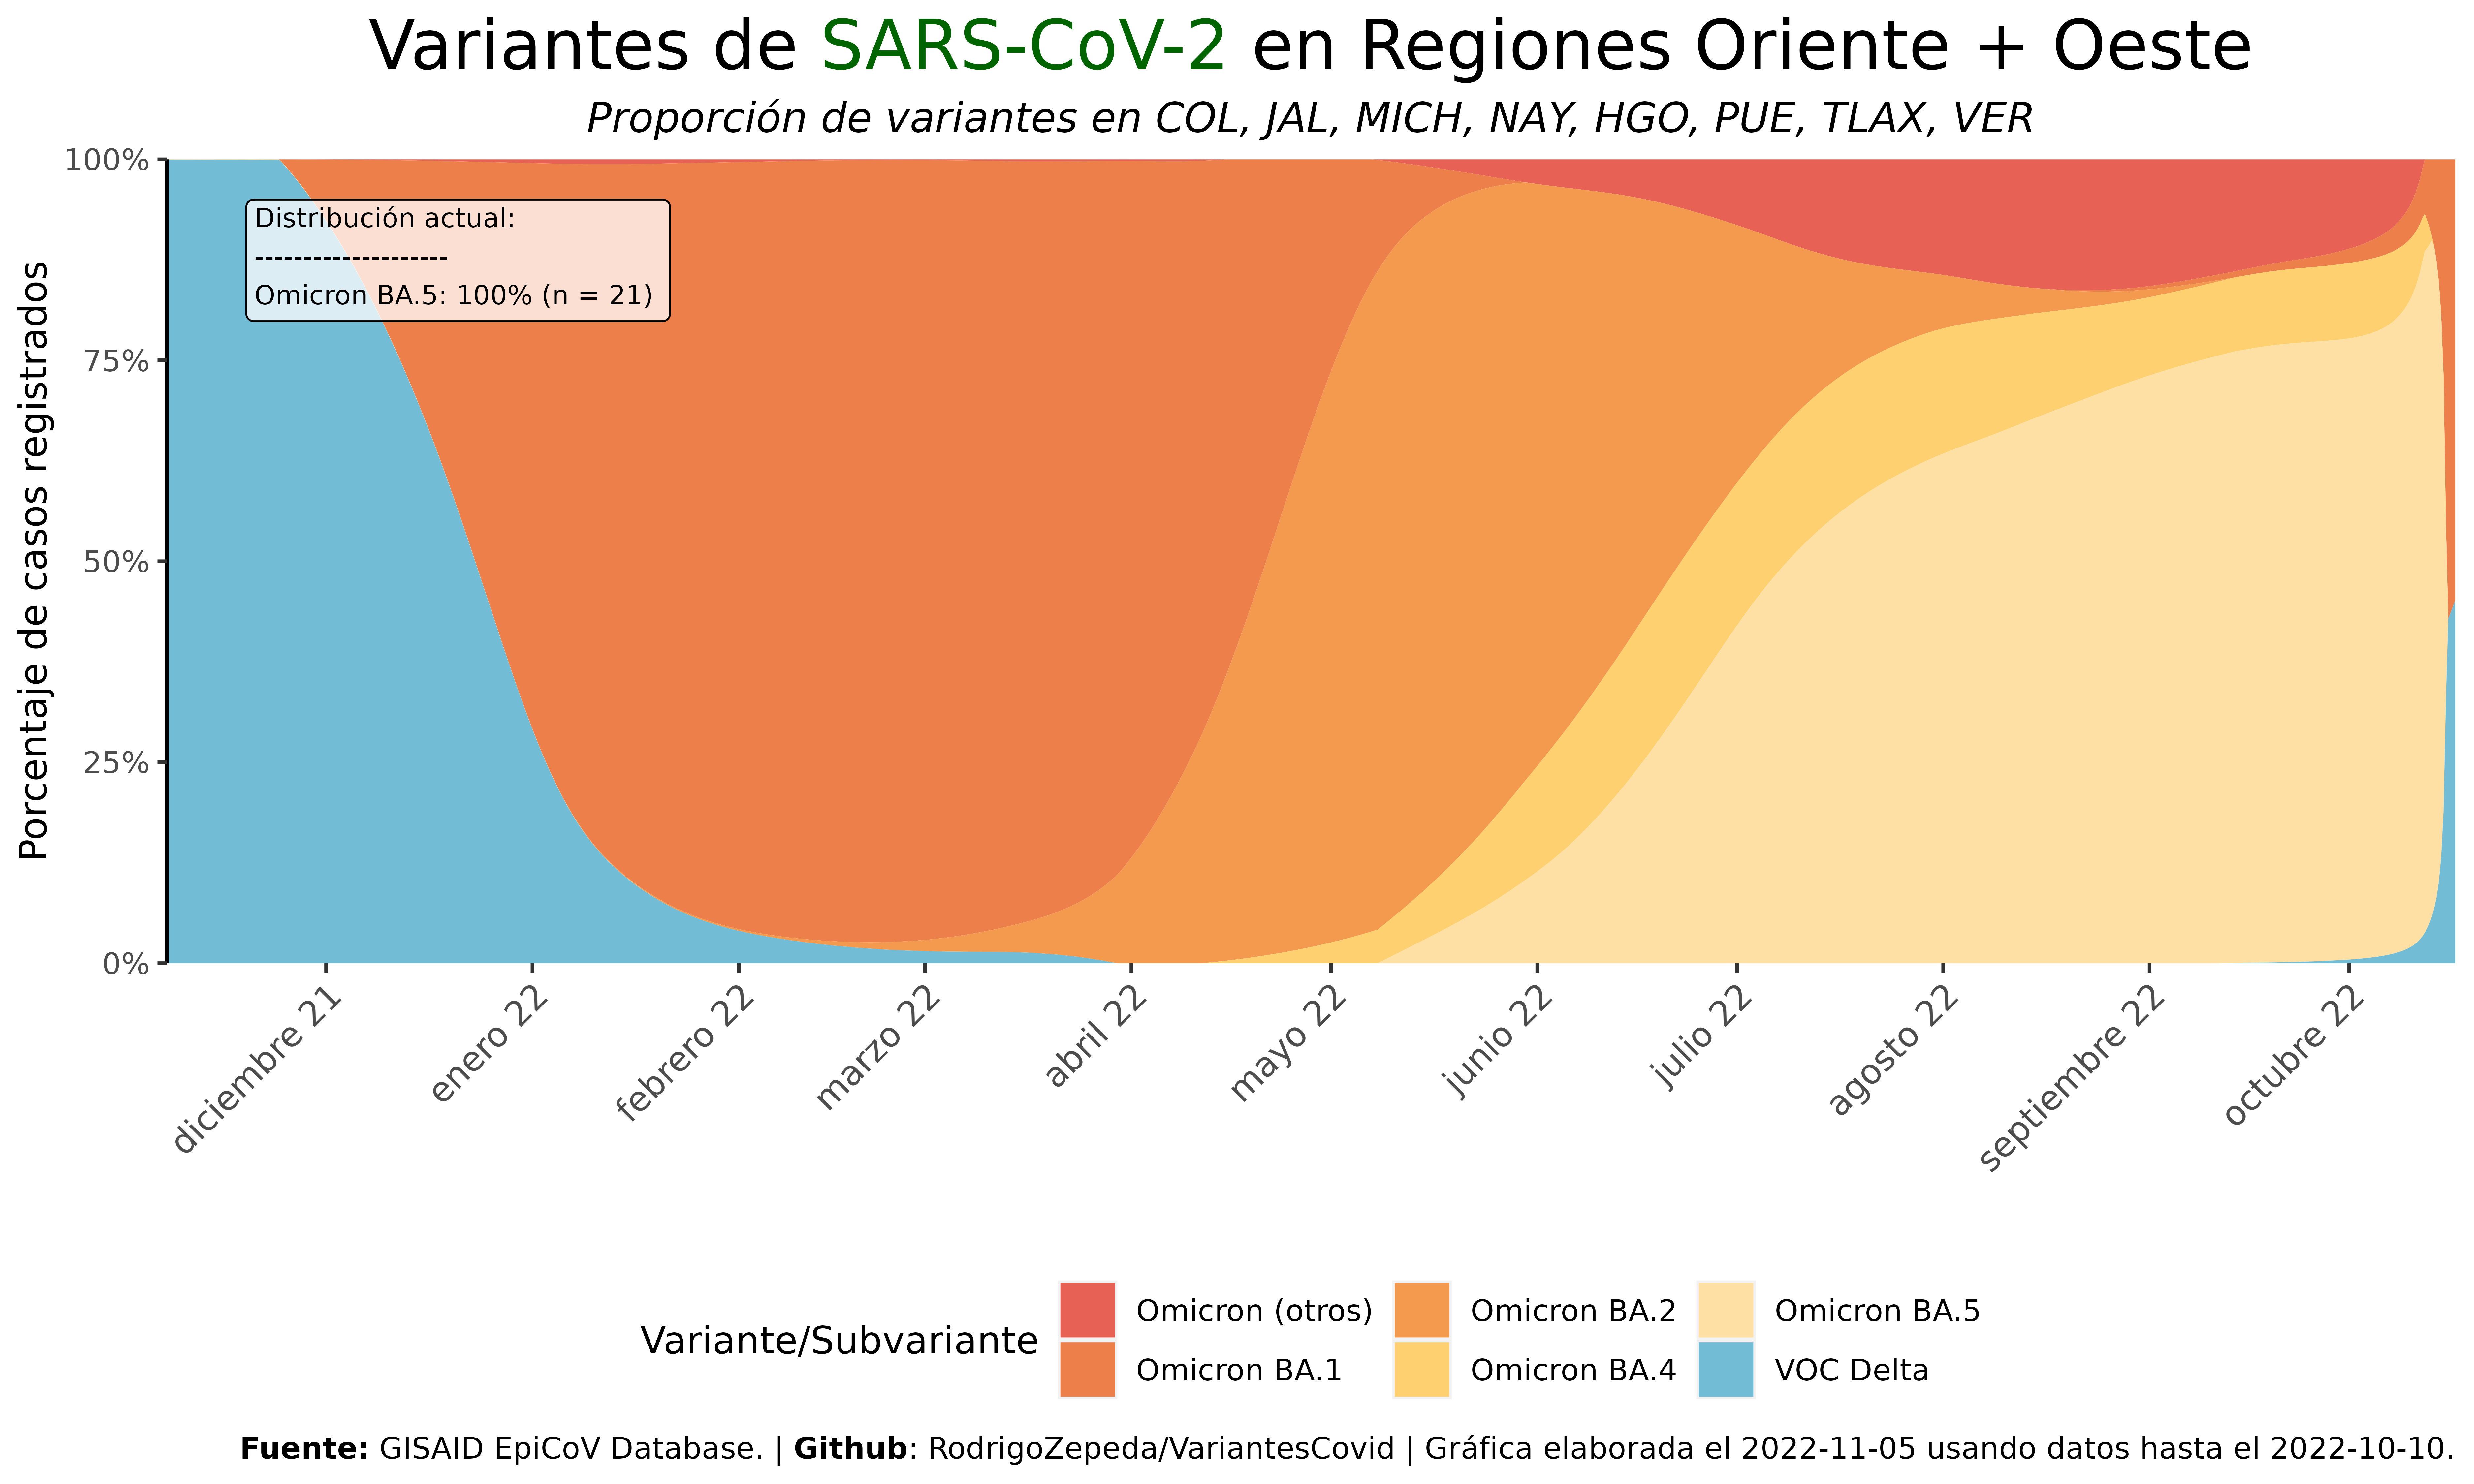 Variantes de SARS-CoV-2 en Regiones Oriente + Oeste
Proporción de variantes en COL, JAL, MICH, NAY, HGO, PUE, TLAX, VER
Porcentaje de casos registrados
100%
75%
50%
25%
0%
Distribución actual:
--------------------
Omicron BA.5: 100% (n = 21)
diciembre 21
enero 22
febrero 22
marzo 22
abril 22
mayo 22
junio 22
julio 22
agosto 22
septiembre 22
octubre 22
Variante/Subvariante
Omicron (otros)
Omicron BA.1
Omicron BA.2
Omicron BA.4
Omicron BA.5
VOC Delta
Fuente: GISAID EpiCoV Database. | Github: RodrigoZepeda/VariantesCovid | Gráfica elaborada el 2022-11-05 usando datos hasta el 2022-10-10.